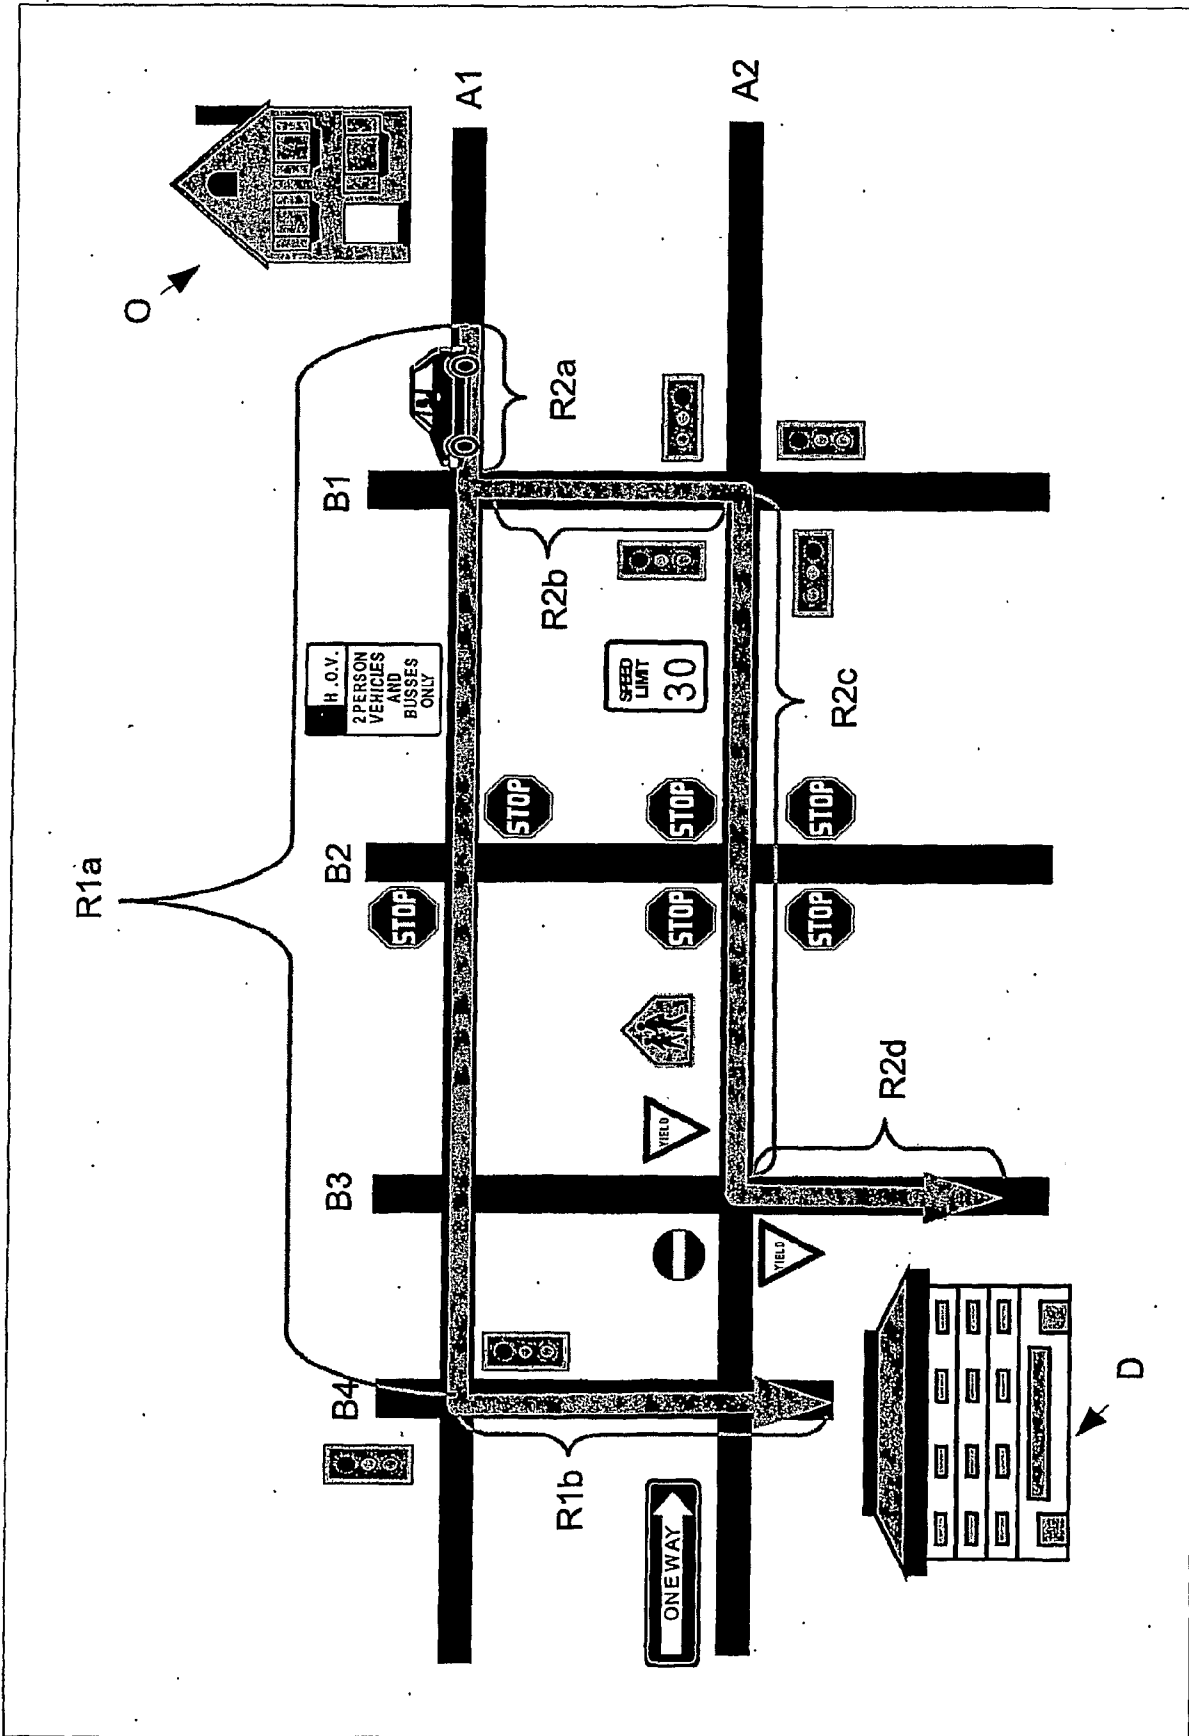 O
A1
A2
R1a
R2a
B1
R2b
H.O.V.
2 PERSON
VEHICLES
AND
BUSSES
ONLY
SPEED
LIMIT
30
R2c
STOP
STOP
STOP
B2
STOP
STOP
STOP
YIELD
R2d
B3
YIELD
B4
R1b
ONE WAY
D